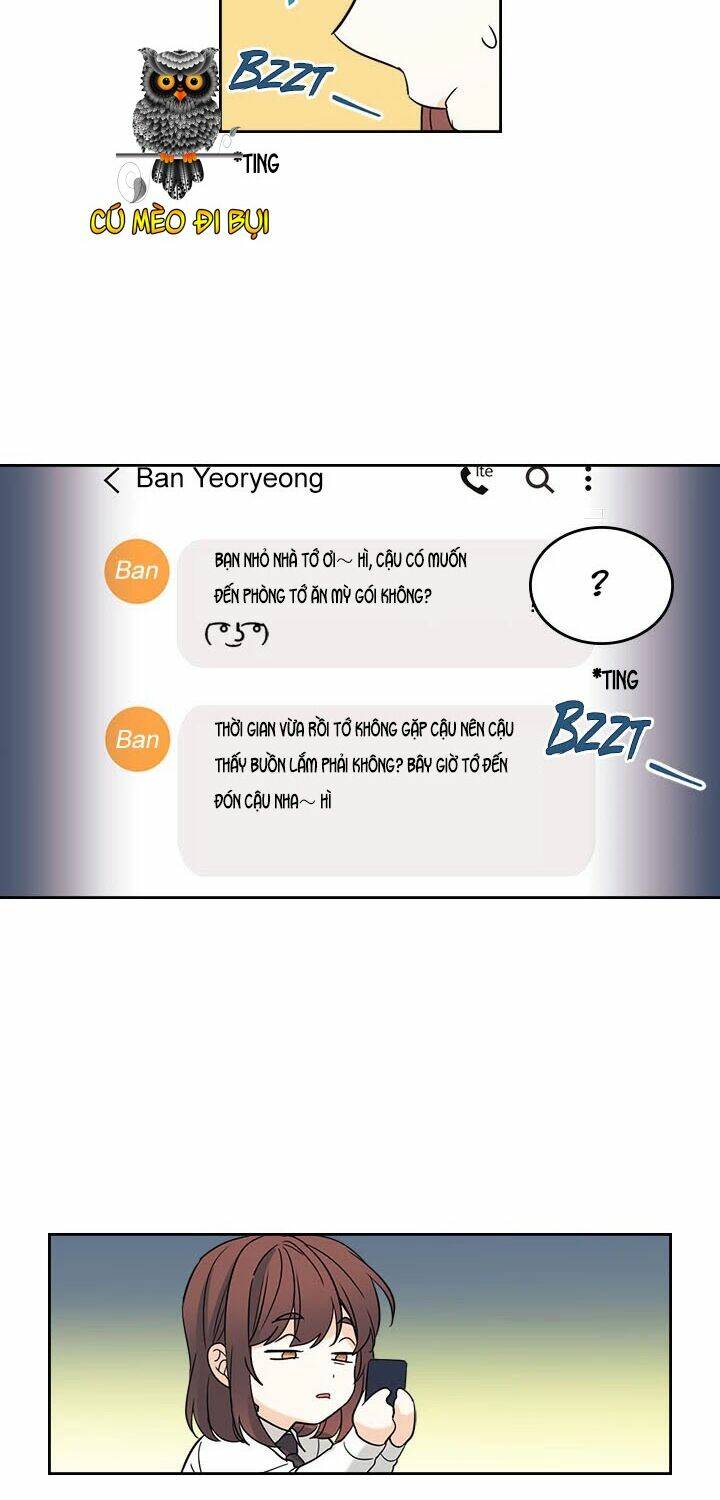 BZZT
*TING
CÚ MÈO ĐI BỤI
Ban Yeoryeong
lte
Ban
BẠN NHỎ NHÀ TỚ ƠI~ HÌ, CẬU CÓ MUỐN
ĐẾN PHÒNG TỚ ĂN MỲ GÓI KHÔNG?
( ͡° ͜ʖ ͡°)
?
*TING
BZZT
Ban
THỜI GIAN VỪA RỒI TỚ KHÔNG GẶP CẬU NÊN CẬU
THẤY BUỒN LẮM PHẢI KHÔNG? BÂY GIỜ TỚ ĐẾN
ĐÓN CẬU NHA~ HÌ